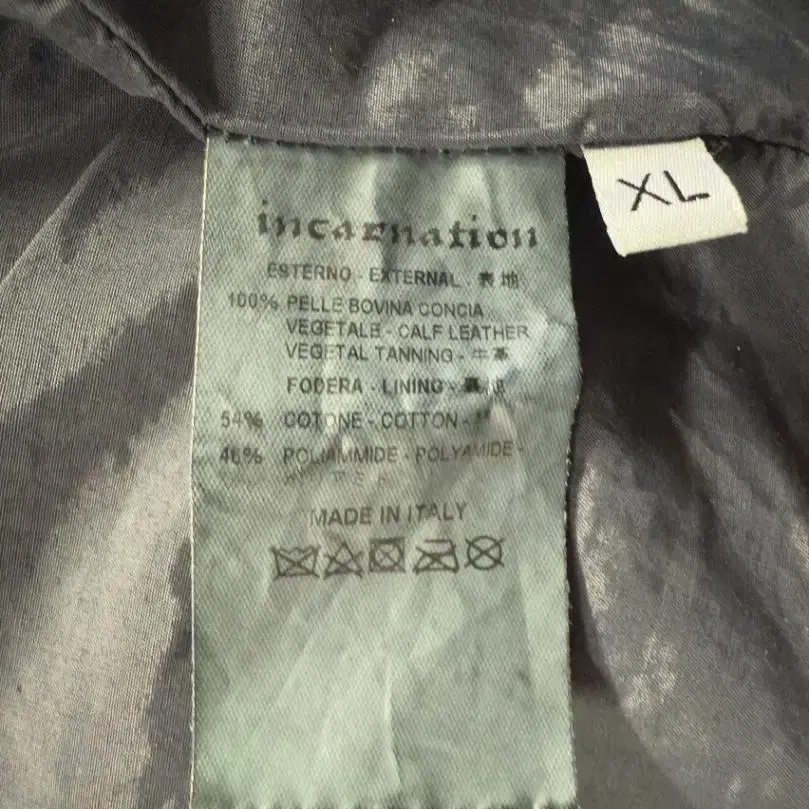 incarnation
XL
ESTERNO - EXTERNAL - 表地
100% PELLE BOVINA CONCIA
VEGETALE - CALF LEATHER
VEGETAL TANNING - 牛革
FODERA - LINING - 裏地
54% COTONE - COTTON -
46% POLIAMMIDE - POLYAMIDE -
MADE IN ITALY